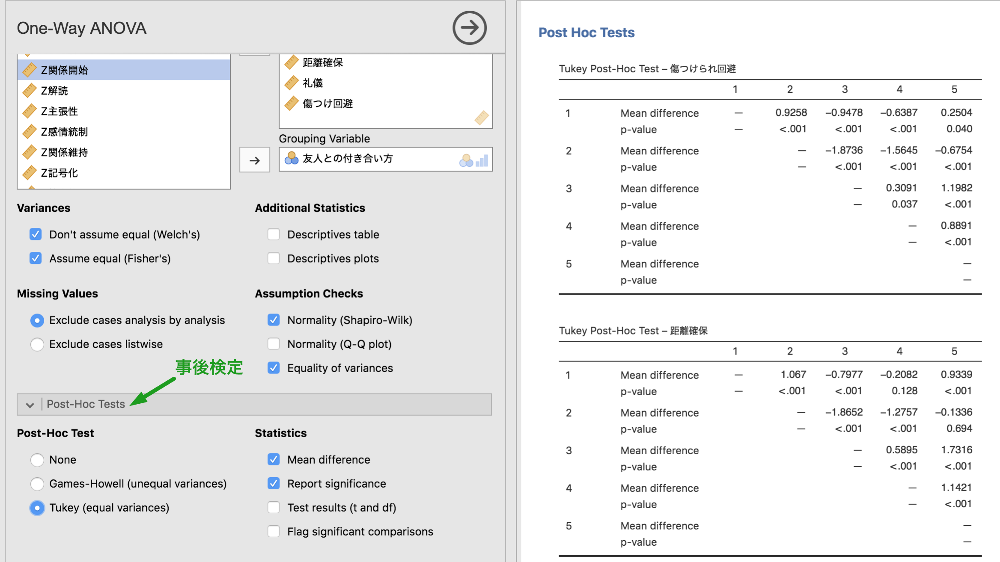 One-Way ANOVA
Z関係開始
Z解読
Z主張性
Z感情統制
Z関係維持
Z記号化
距離確保
礼儀
傷つけ回避
Grouping Variable
友人との付き合い方
Variances
Don't assume equal (Welch's)
Assume equal (Fisher's)
Additional Statistics
Descriptives table
Descriptives plots
Missing Values
Exclude cases analysis by analysis
Exclude cases listwise
Assumption Checks
Normality (Shapiro-Wilk)
Normality (Q-Q plot)
Equality of variances
事後検定
Post-Hoc Tests
Post-Hoc Test
None
Games-Howell (unequal variances)
Tukey (equal variances)
Statistics
Mean difference
Report significance
Test results (t and df)
Flag significant comparisons
Post Hoc Tests
Tukey Post-Hoc Test – 傷つけられ回避
1 2 3 4 5
1 Mean difference — 0.9258 −0.9478 −0.6387 0.2504
p-value — <.001 <.001 <.001 0.040
2 Mean difference — −1.8736 −1.5645 −0.6754
p-value — <.001 <.001 <.001
3 Mean difference — 0.3091 1.1982
p-value — 0.037 <.001
4 Mean difference — 0.8891
p-value — <.001
5 Mean difference —
p-value —
Tukey Post-Hoc Test – 距離確保
1 2 3 4 5
1 Mean difference — 1.067 −0.7977 −0.2082 0.9339
p-value — <.001 <.001 0.128 <.001
2 Mean difference — −1.8652 −1.2757 −0.1336
p-value — <.001 <.001 0.694
3 Mean difference — 0.5895 1.7316
p-value — <.001 <.001
4 Mean difference — 1.1421
p-value — <.001
5 Mean difference —
p-value —